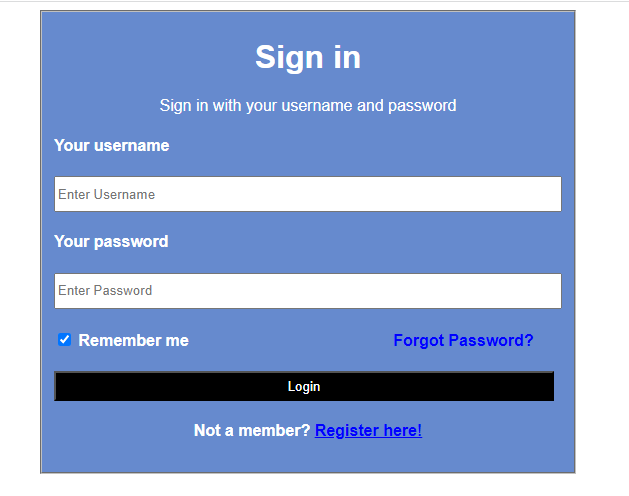 Sign in
Sign in with your username and password
Your username
Enter Username
Your password
Enter Password
Remember me Forgot Password?
Login
Not a member? Register here!